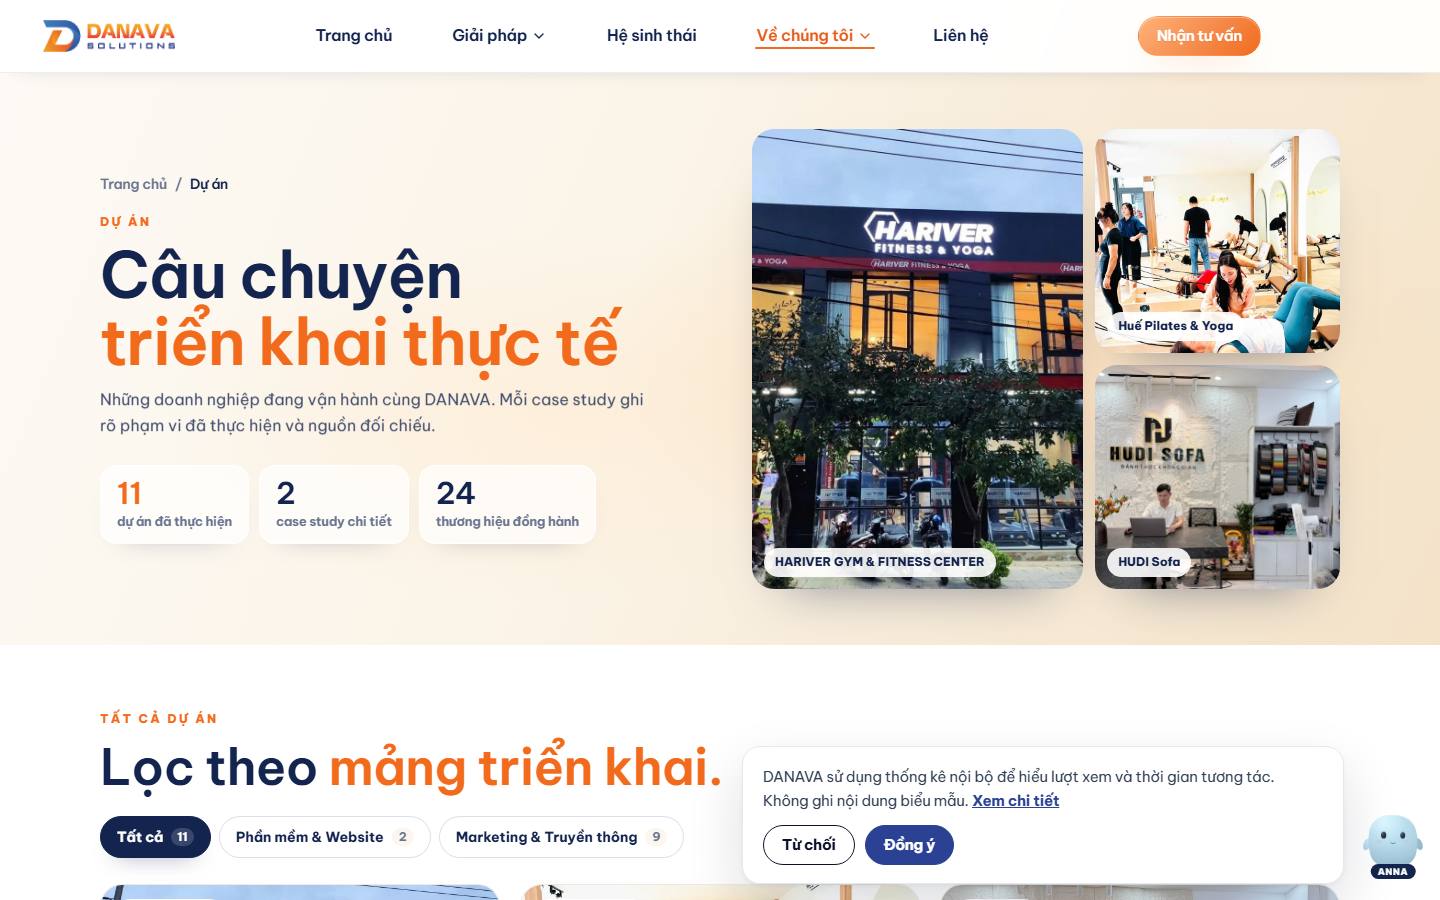 DANAVA
SOLUTIONS
Trang chủ
Giải pháp
Hệ sinh thái
Về chúng tôi
Liên hệ
Nhận tư vấn
Trang chủ / Dự án
DỰ ÁN
Câu chuyện
triển khai thực tế
Những doanh nghiệp đang vận hành cùng DANAVA. Mỗi case study ghi
rõ phạm vi đã thực hiện và nguồn đối chiếu.
11
dự án đã thực hiện
2
case study chi tiết
24
thương hiệu đồng hành
HARIVER
FITNESS & YOGA
S & YOGA
HARIVER FITNESS & YOGA
HARI
HARIVER GYM & FITNESS CENTER
Huế Pilates & Yoga
HUDI SOFA
HUDI Sofa
TẤT CẢ DỰ ÁN
Lọc theo mảng triển khai.
Tất cả 11
Phần mềm & Website 2
Marketing & Truyền thông 9
DANAVA sử dụng thống kê nội bộ để hiểu lượt xem và thời gian tương tác.
Không ghi nội dung biểu mẫu. Xem chi tiết
Từ chối
Đồng ý
ANNA